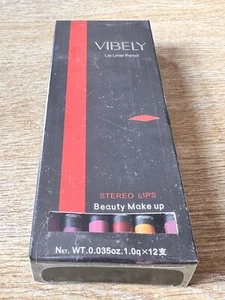 VIBELY
Lip Liner Pencil
STEREO-LIPS
Beauty Make up
NET. WT.0.035oz.1.0g×12支